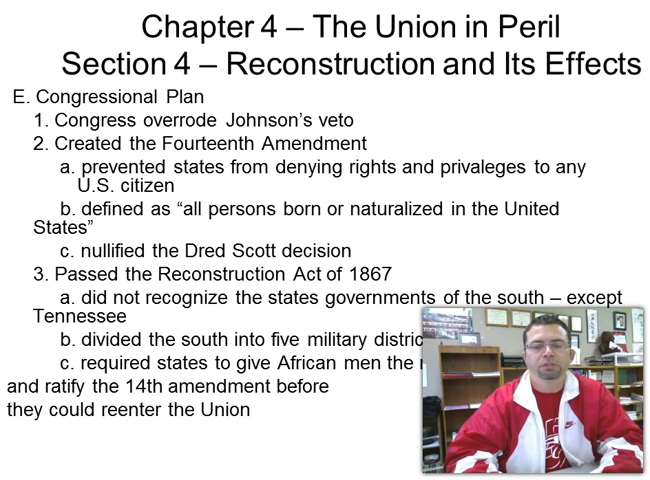 Chapter 4 – The Union in Peril
Section 4 – Reconstruction and Its Effects
E. Congressional Plan
1. Congress overrode Johnson's veto
2. Created the Fourteenth Amendment
a. prevented states from denying rights and privaleges to any
U.S. citizen
b. defined as “all persons born or naturalized in the United
States”
c. nullified the Dred Scott decision
3. Passed the Reconstruction Act of 1867
a. did not recognize the states governments of the south – except
Tennessee
b. divided the south into five military
c. required states to give African men the
and ratify the 14th amendment before
they could reenter the Union